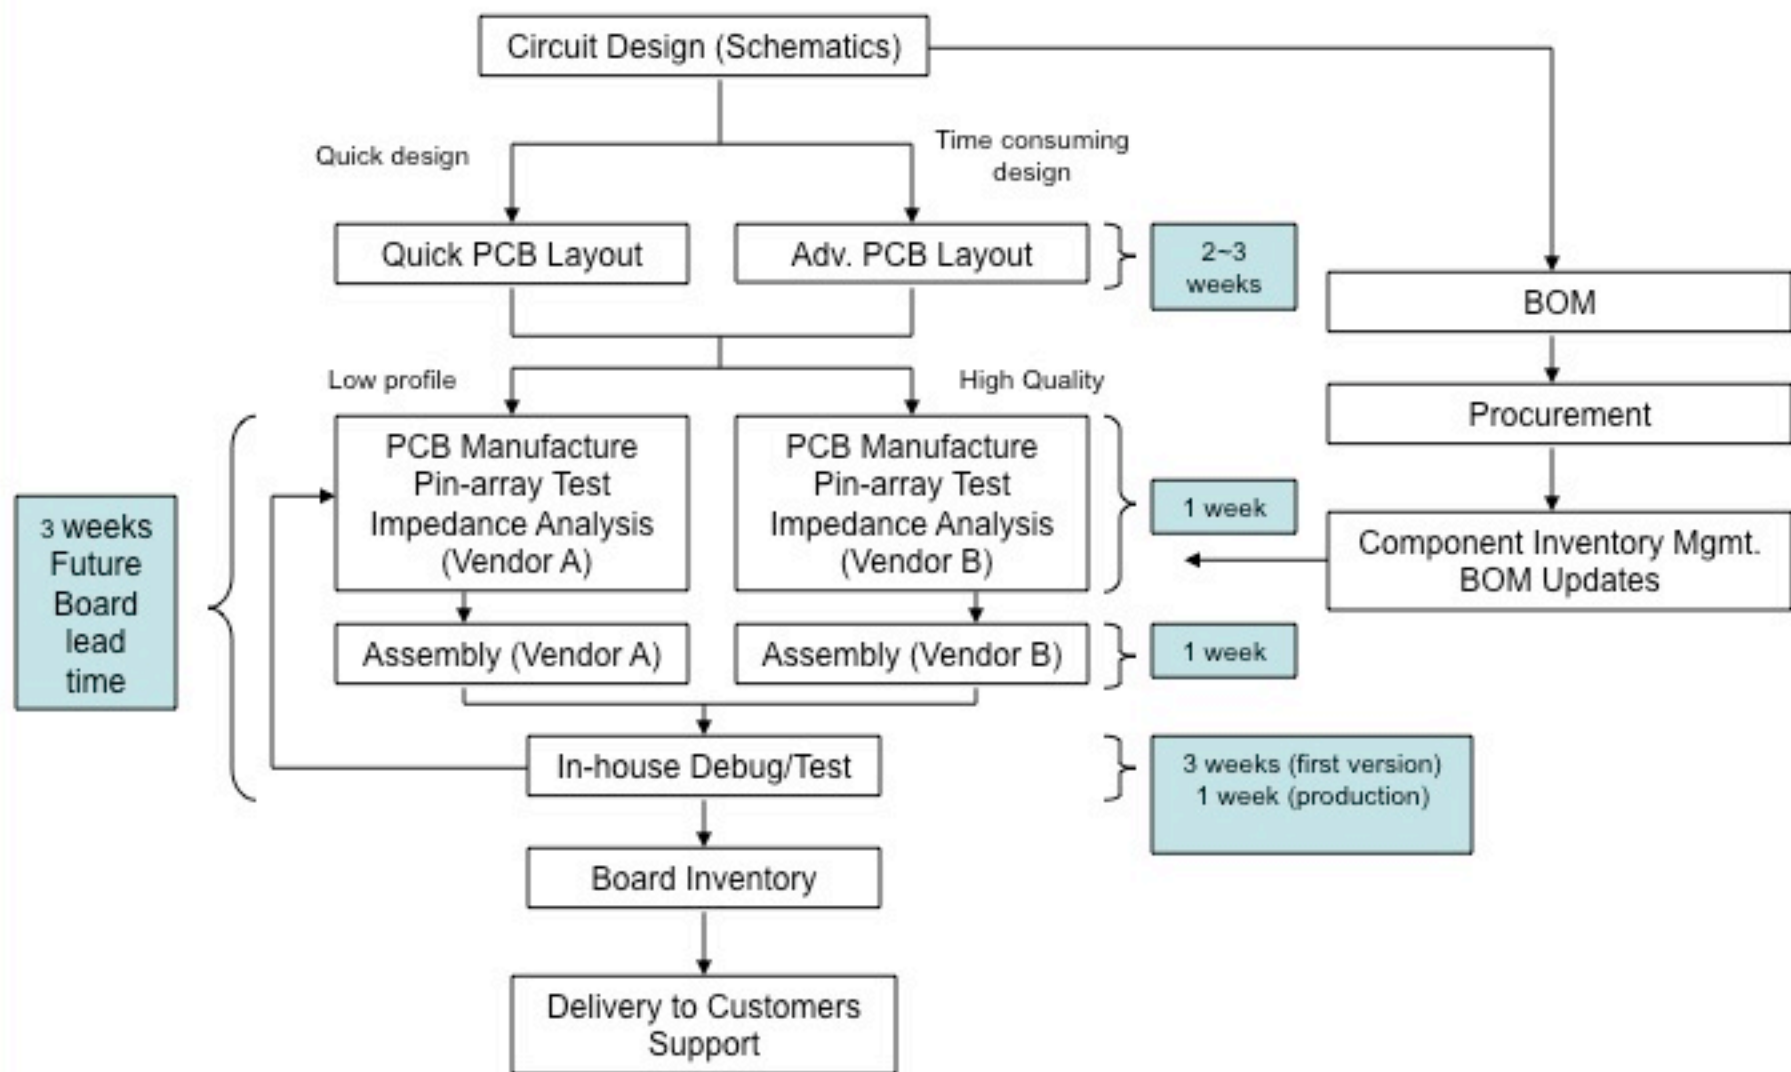 Circuit Design (Schematics)
Quick design
Time consuming
design
Quick PCB Layout
Adv. PCB Layout
2~3
weeks
BOM
Low profile
High Quality
Procurement
PCB Manufacture
Pin-array Test
Impedance Analysis
(Vendor A)
PCB Manufacture
Pin-array Test
Impedance Analysis
(Vendor B)
1 week
3 weeks
Future
Board
lead
time
Component Inventory Mgmt.
BOM Updates
Assembly (Vendor A)
Assembly (Vendor B)
1 week
In-house Debug/Test
3 weeks (first version)
1 week (production)
Board Inventory
Delivery to Customers
Support